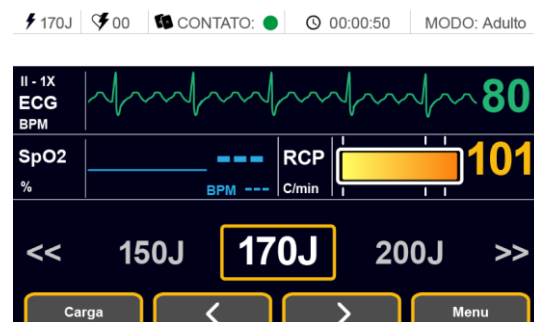 170J 00 CONTATO: 00:00:50 MODO: Adulto
II - 1X
ECG
BPM
80
SpO2
%
---
BPM ---
RCP
C/min
101
<< 150J 170J 200J >>
Carga < > Menu